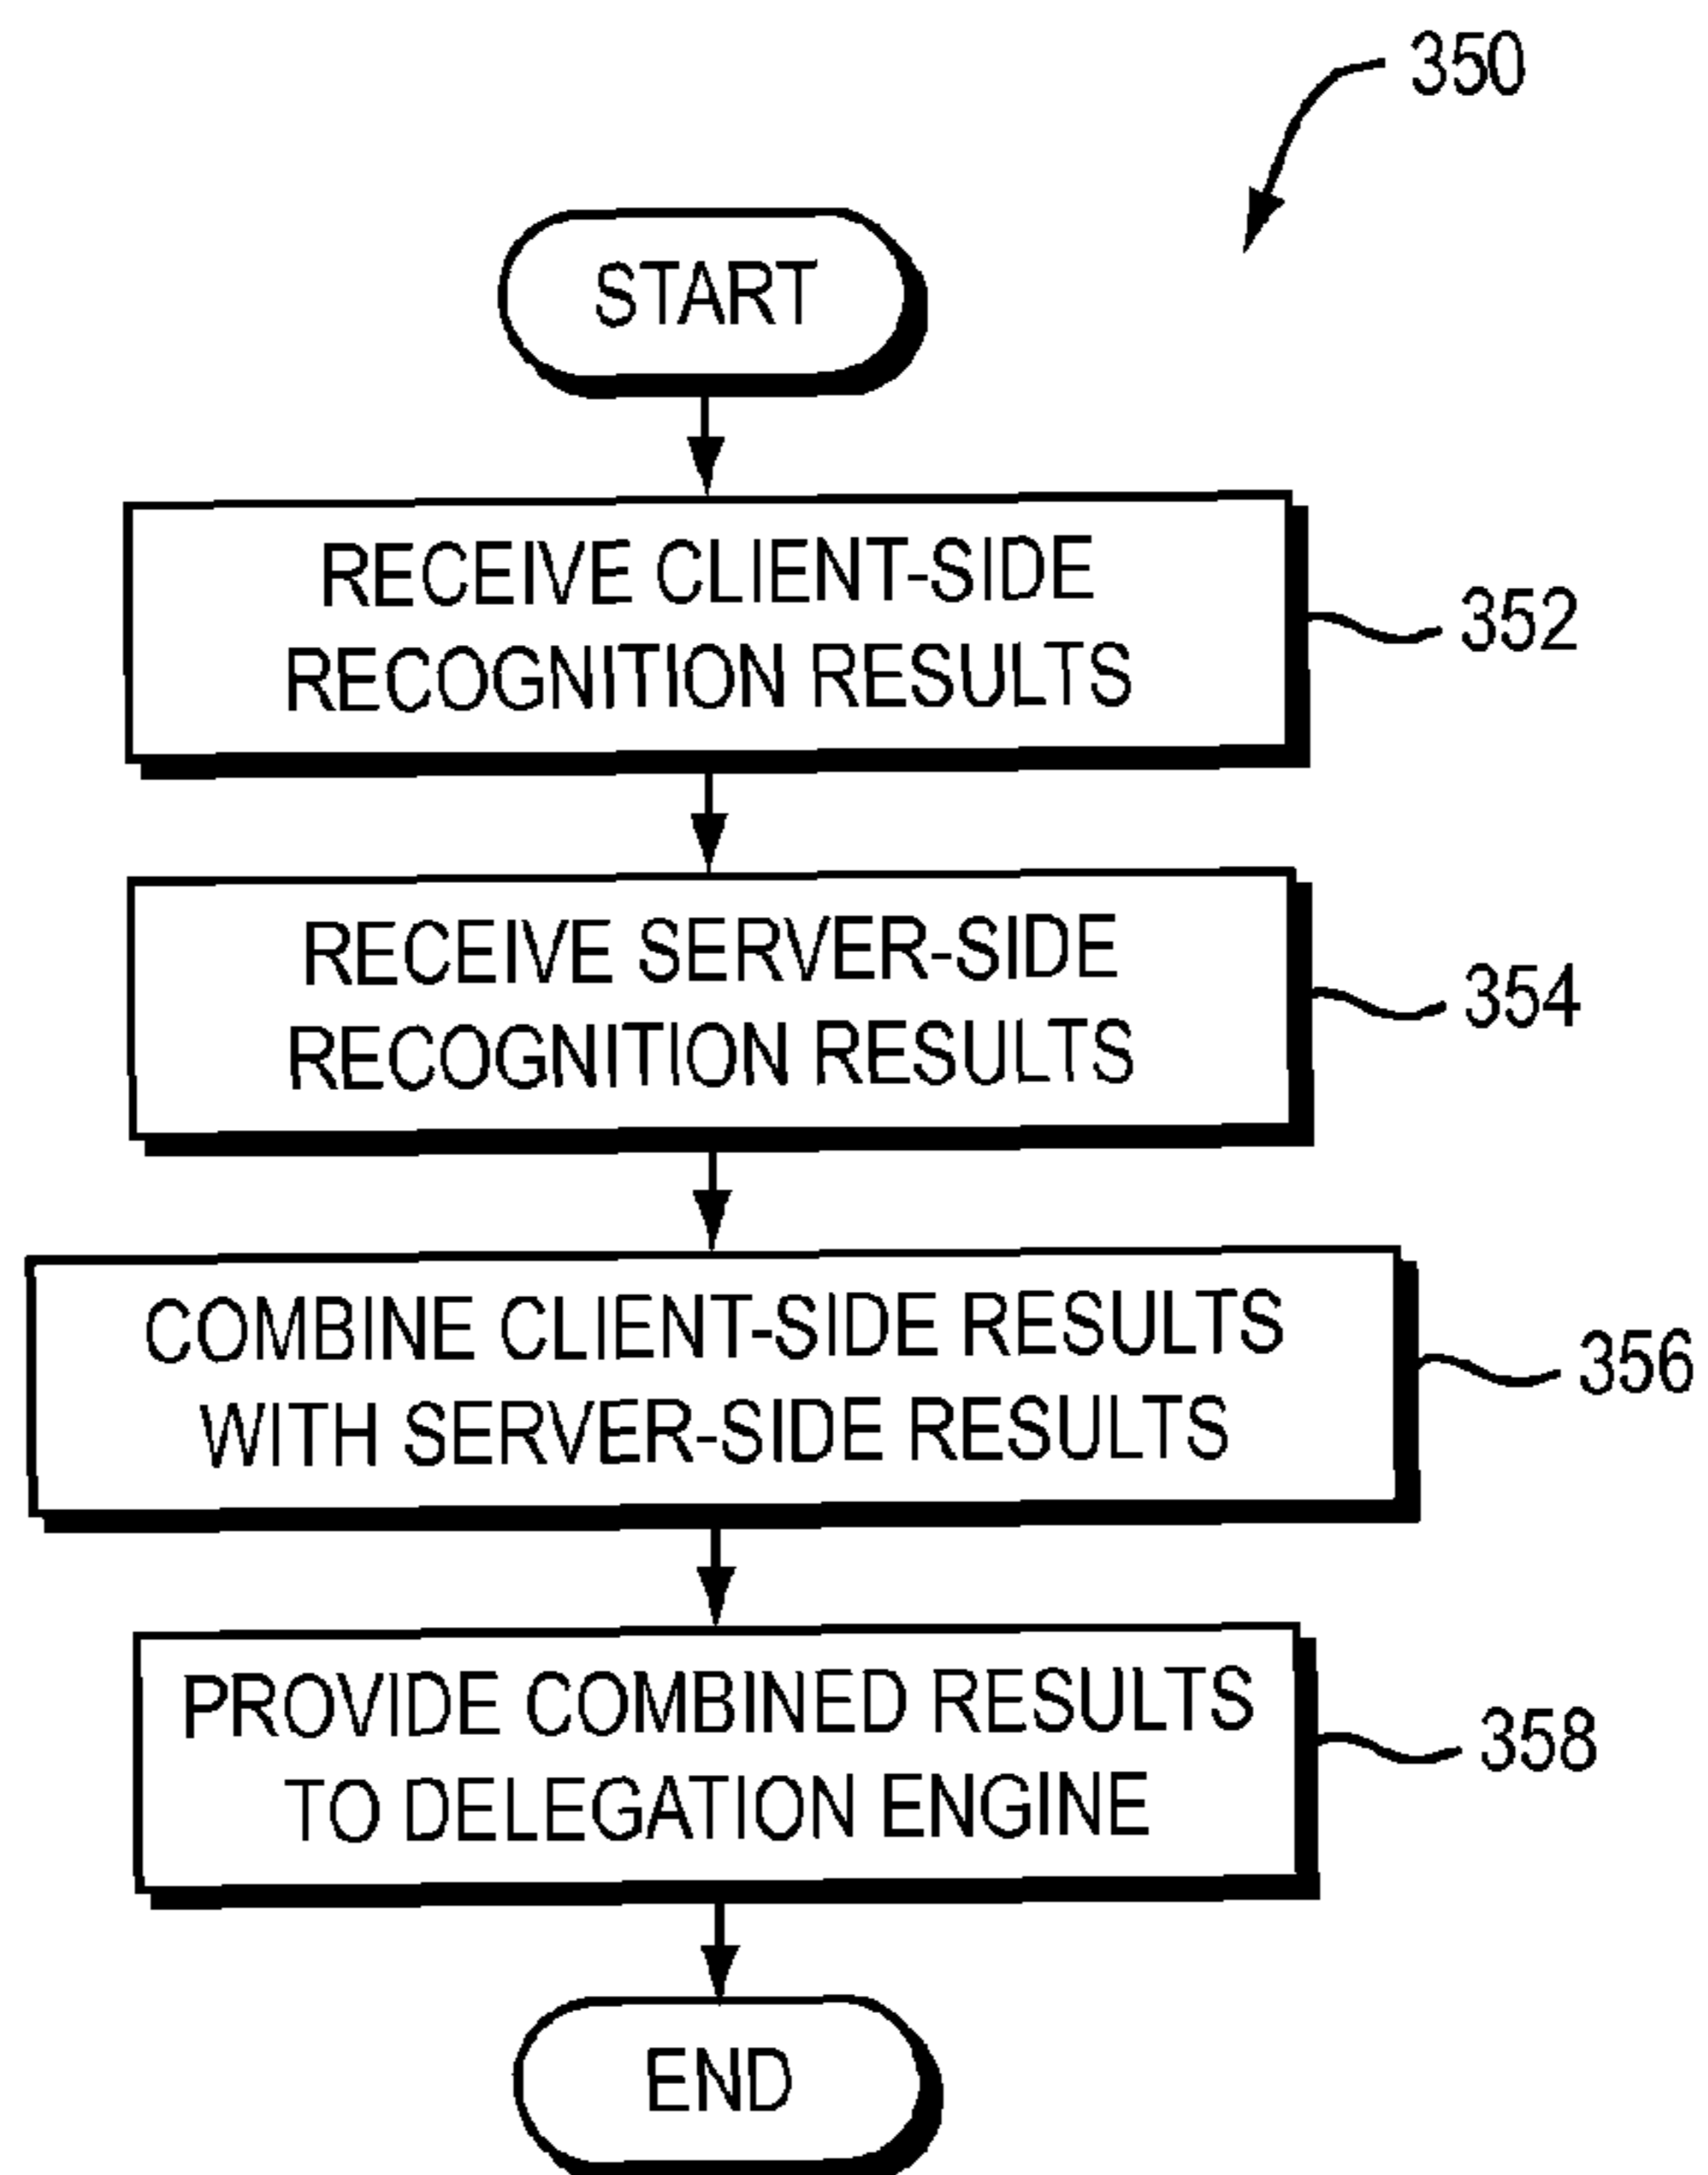 350
START
RECEIVE CLIENT-SIDE
RECOGNITION RESULTS
352
RECEIVE SERVER-SIDE
RECOGNITION RESULTS
354
COMBINE CLIENT-SIDE RESULTS
WITH SERVER-SIDE RESULTS
356
PROVIDE COMBINED RESULTS
TO DELEGATION ENGINE
358
END